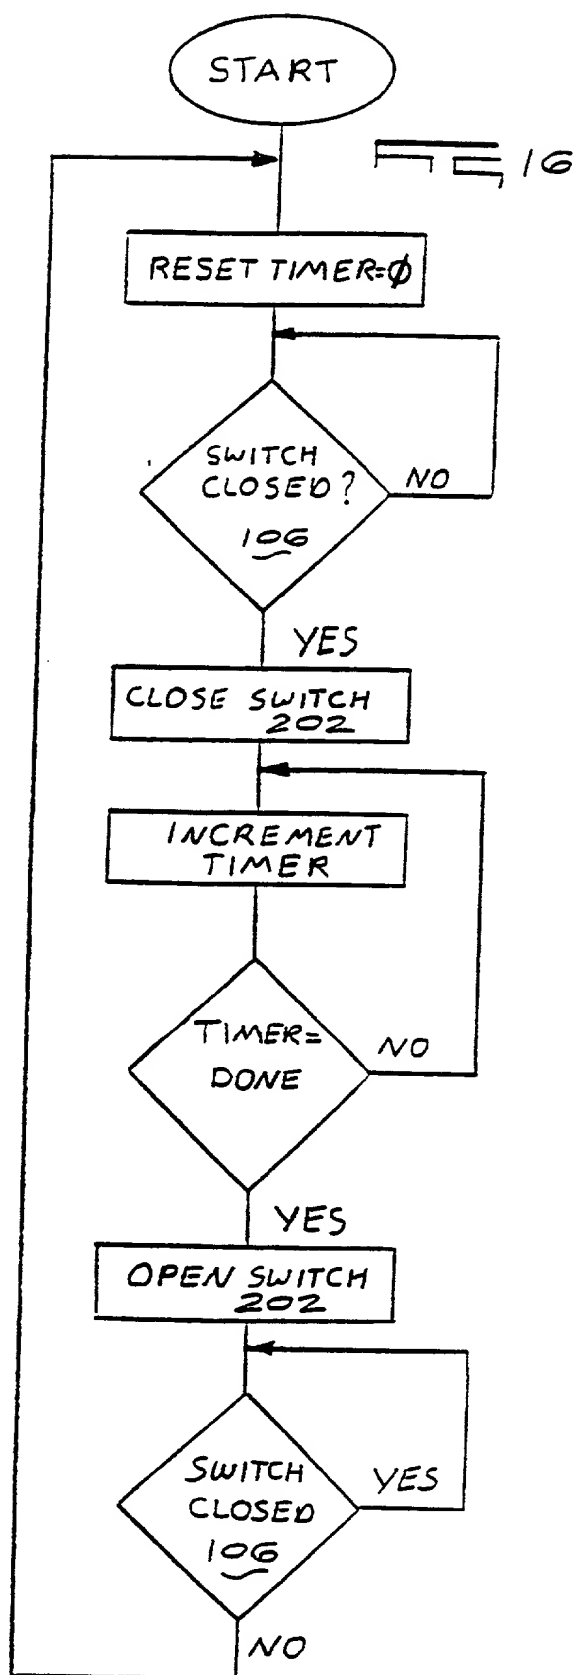 START
FIG 16
RESET TIMER=Ø
SWITCH
CLOSED?
106
NO
YES
CLOSE SWITCH
202
INCREMENT
TIMER
TIMER=
DONE
NO
YES
OPEN SWITCH
202
SWITCH
CLOSED
106
YES
NO